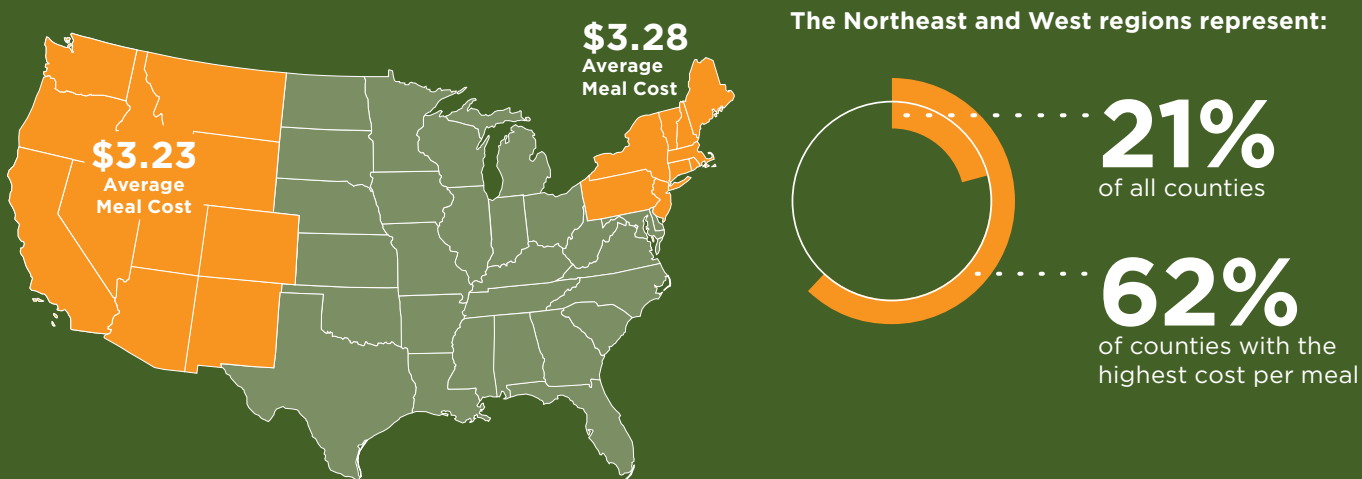 $3.23
Average
Meal Cost
$3.28
Average
Meal Cost
The Northeast and West regions represent:
21%
of all counties
62%
of counties with the
highest cost per meal